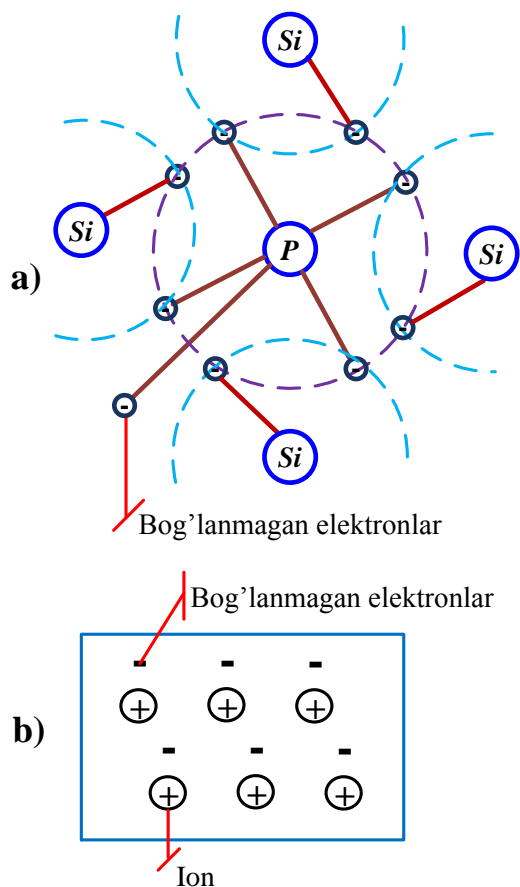 Si
Si
P
Si
a)
Si
Bog’lanmagan elektronlar
Bog’lanmagan elektronlar
b)
Ion